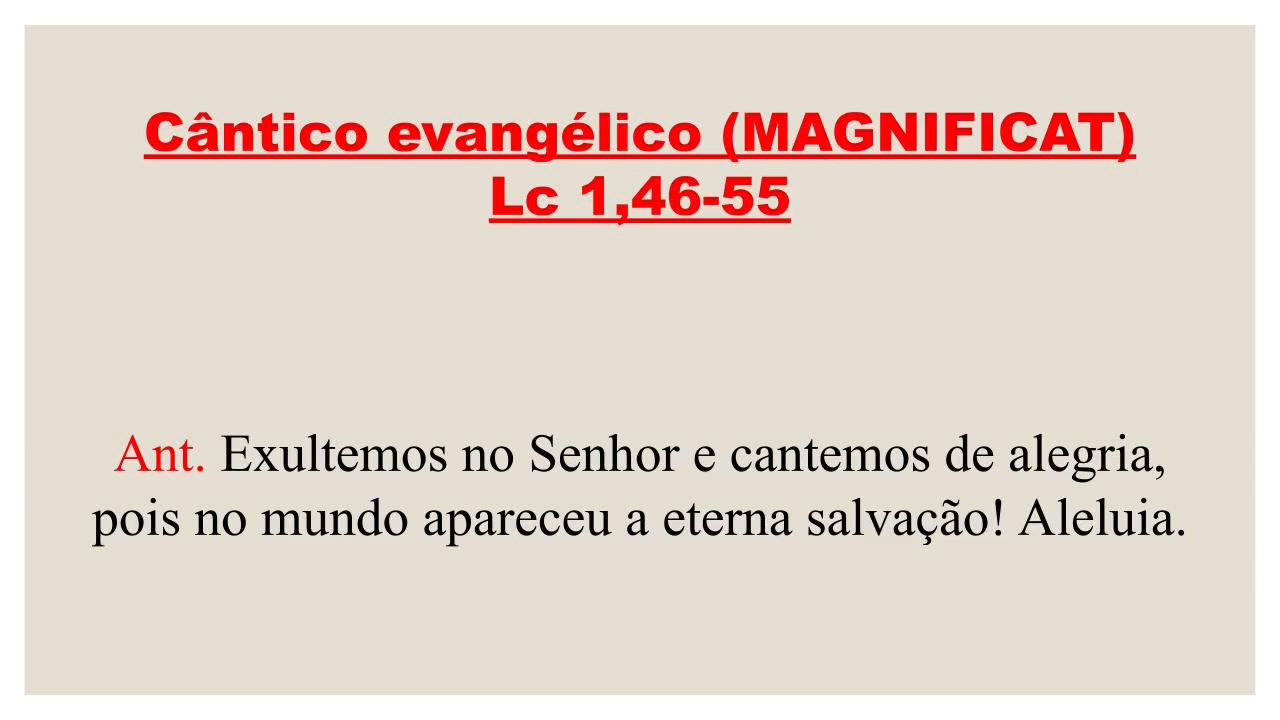 Cântico evangélico (MAGNIFICAT)
Lc 1,46-55
Ant. Exultemos no Senhor e cantemos de alegria,
pois no mundo apareceu a eterna salvação! Aleluia.